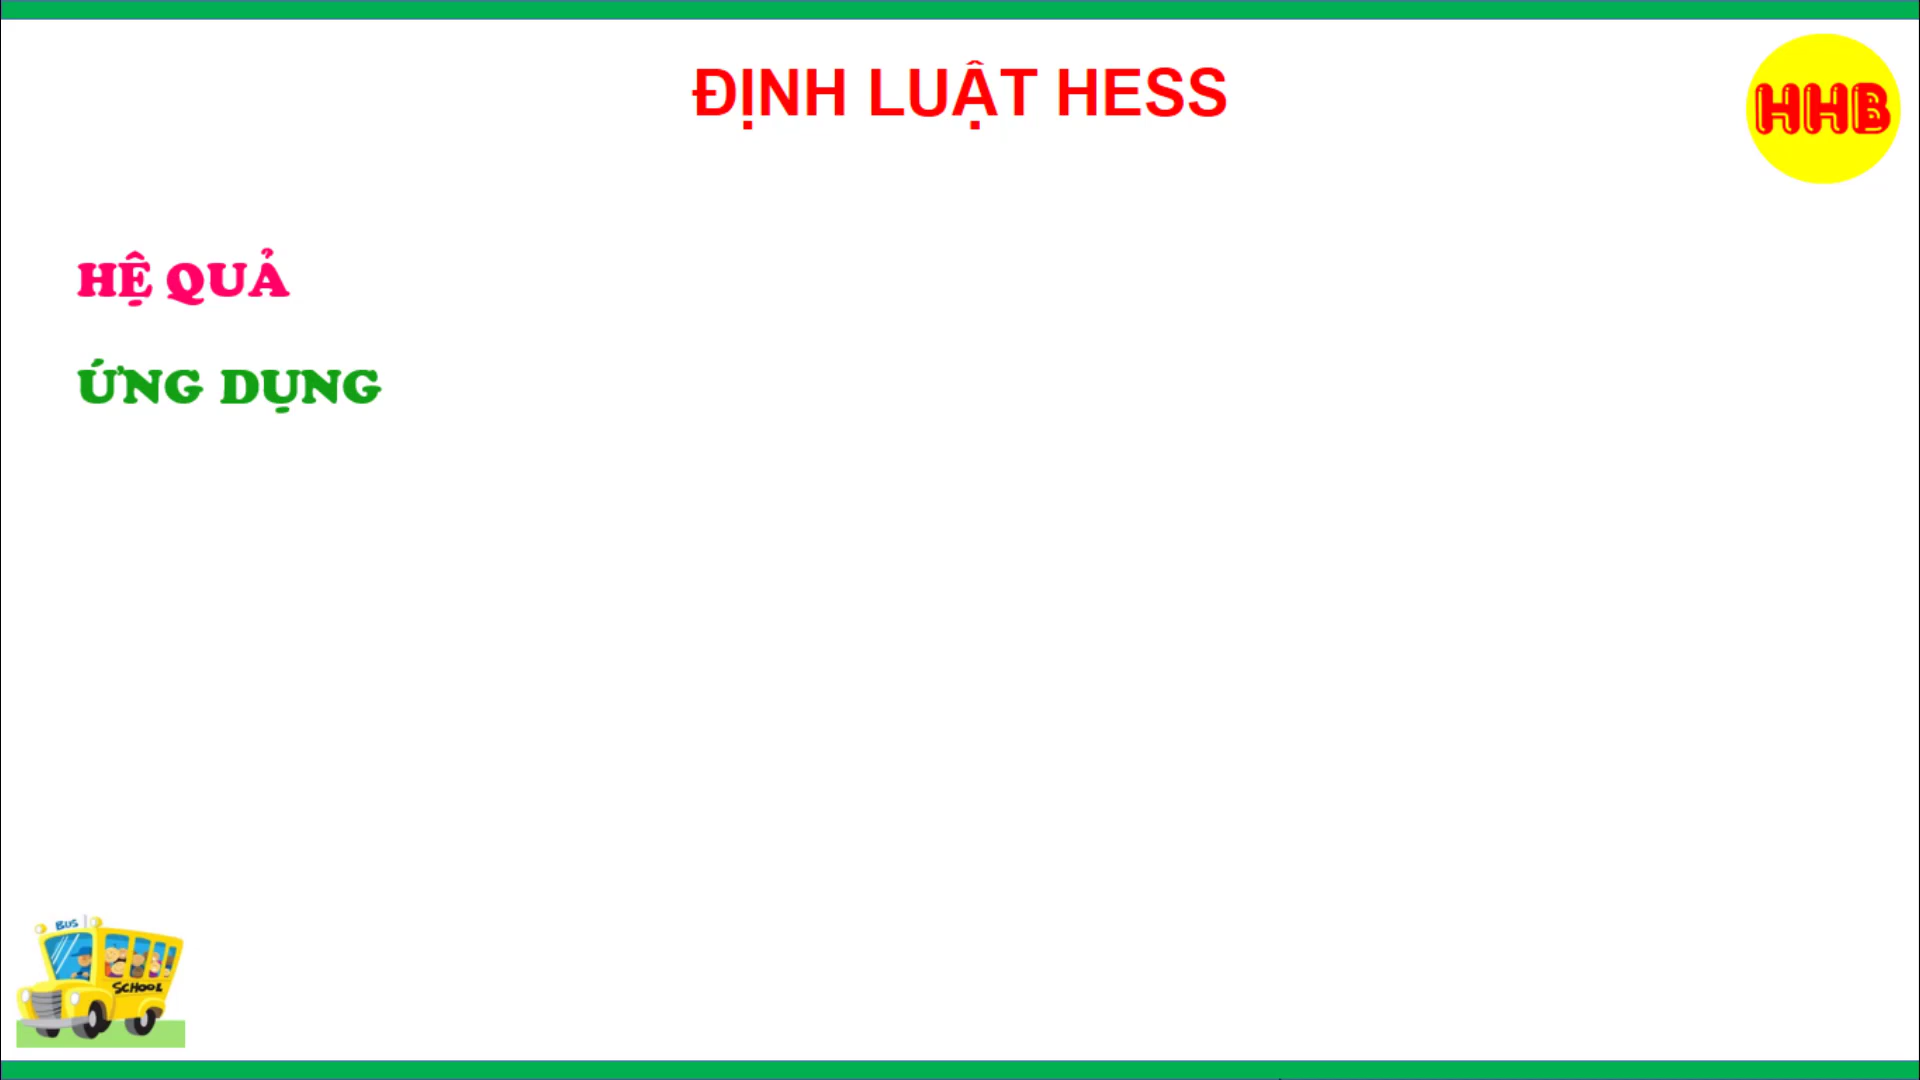 ĐỊNH LUẬT HESS
HHB
HỆ QUẢ
ỨNG DỤNG
BUS
SCHOOL